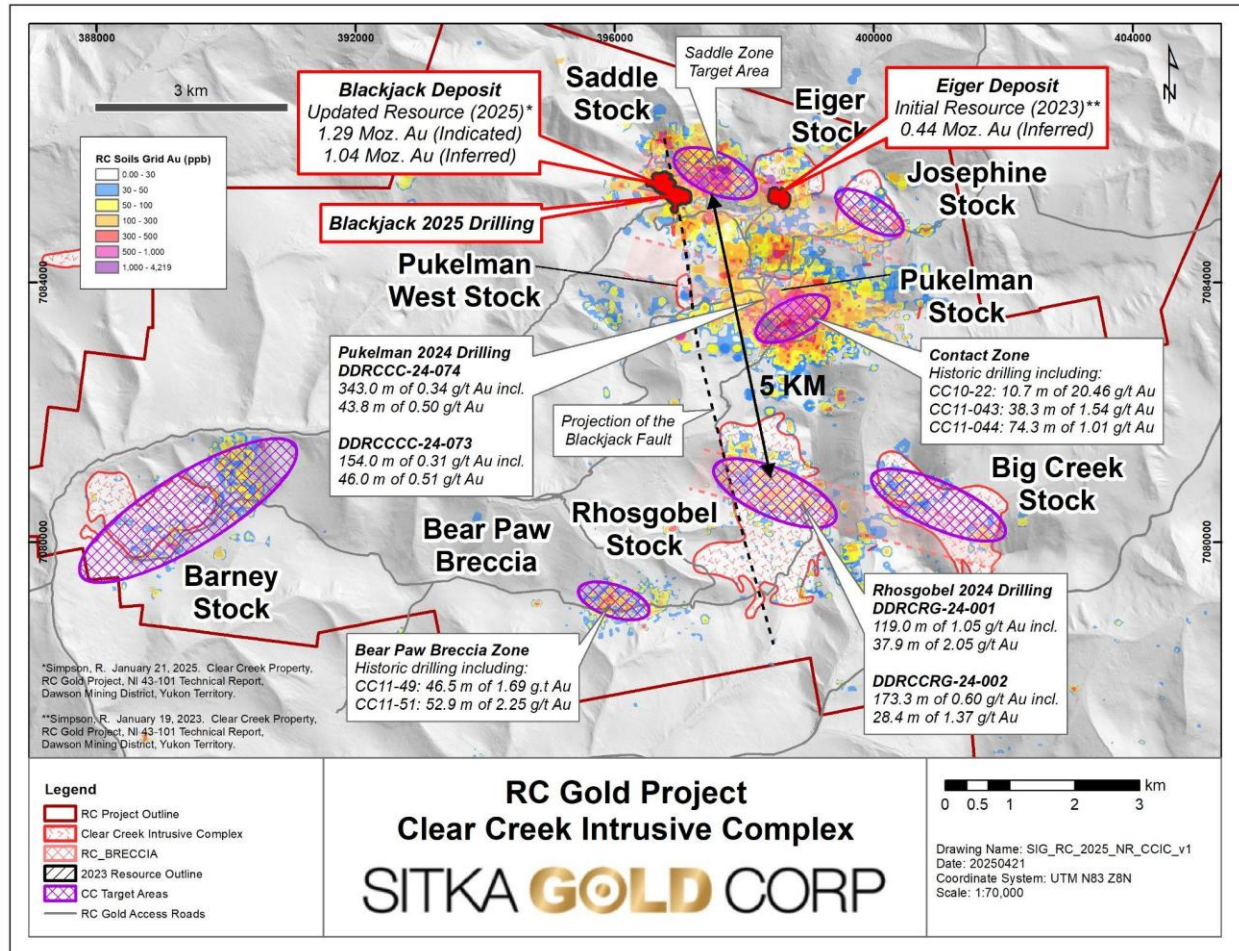 388000
392000
396000
400000
404000
7084000
7080000
7084000
7080000
N
3 km
RC Soils Grid Au (ppb)
0.00 - 30
30 - 50
50 - 100
100 - 300
300 - 500
500 - 1,000
1,000 - 4,219
Blackjack Deposit
Updated Resource (2025)*
1.29 Moz. Au (Indicated)
1.04 Moz. Au (Inferred)
Blackjack 2025 Drilling
Saddle
Stock
Saddle Zone
Target Area
Eiger
Stock
Eiger Deposit
Initial Resource (2023)**
0.44 Moz. Au (Inferred)
Josephine
Stock
Pukelman
West Stock
Pukelman
Stock
Pukelman 2024 Drilling
DDRCCC-24-074
343.0 m of 0.34 g/t Au incl.
43.8 m of 0.50 g/t Au
DDRCCCC-24-073
154.0 m of 0.31 g/t Au incl.
46.0 m of 0.51 g/t Au
Projection of the
Blackjack Fault
5 KM
Contact Zone
Historic drilling including:
CC10-22: 10.7 m of 20.46 g/t Au
CC11-043: 38.3 m of 1.54 g/t Au
CC11-044: 74.3 m of 1.01 g/t Au
Big Creek
Stock
Rhosgobel
Stock
Bear Paw
Breccia
Barney
Stock
Bear Paw Breccia Zone
Historic drilling including:
CC11-49: 46.5 m of 1.69 g.t Au
CC11-51: 52.9 m of 2.25 g/t Au
Rhosgobel 2024 Drilling
DDRCRG-24-001
119.0 m of 1.05 g/t Au incl.
37.9 m of 2.05 g/t Au
DDRCCRG-24-002
173.3 m of 0.60 g/t Au incl.
28.4 m of 1.37 g/t Au
*Simpson, R. January 21, 2025. Clear Creek Property,
RC Gold Project, NI 43-101 Technical Report,
Dawson Mining District, Yukon Territory.
**Simpson, R. January 19, 2023. Clear Creek Property,
RC Gold Project, NI 43-101 Technical Report,
Dawson Mining District, Yukon Territory.
Legend
RC Project Outline
Clear Creek Intrusive Complex
RC_BRECCIA
2023 Resource Outline
CC Target Areas
RC Gold Access Roads
RC Gold Project
Clear Creek Intrusive Complex
SITKA GOLD CORP
km
0 0.5 1 2 3
Drawing Name: SIG_RC_2025_NR_CCIC_v1
Date: 20250421
Coordinate System: UTM N83 Z8N
Scale: 1:70,000